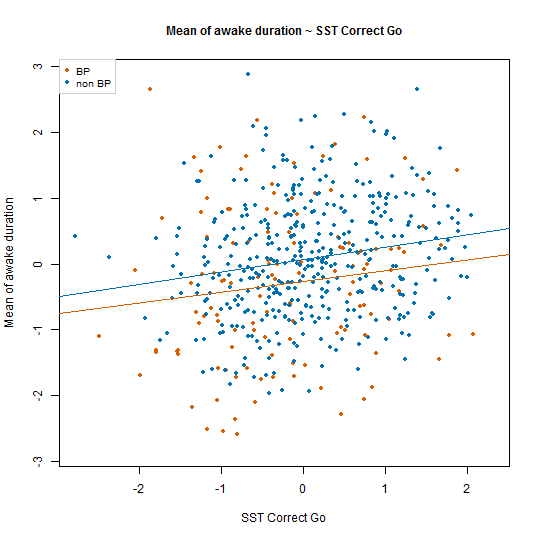 Mean of awake duration ~ SST Correct Go
BP
non BP
3
2
1
0
-1
-2
-3
Mean of awake duration
-2
-1
0
1
2
SST Correct Go